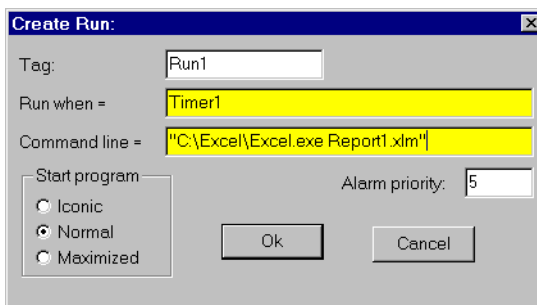 Create Run:
Tag: Run1
Run when = Timer1
Command line = "C:\Excel\Excel.exe Report1.xlm"
Start program
Alarm priority: 5
Iconic
Normal
Maximized
Ok
Cancel